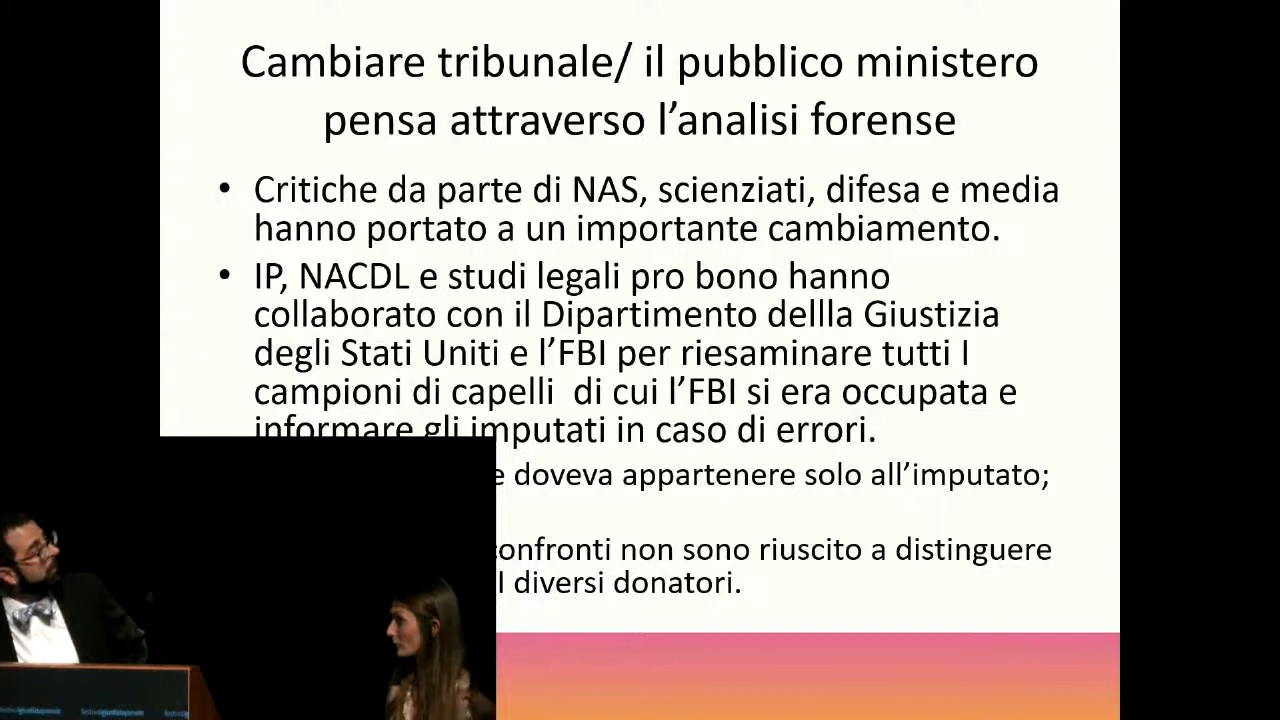 Cambiare tribunale/ il pubblico ministero
pensa attraverso l’analisi forense
• Critiche da parte di NAS, scienziati, difesa e media
hanno portato a un importante cambiamento.
• IP, NACDL e studi legali pro bono hanno
collaborato con il Dipartimento dellla Giustizia
degli Stati Uniti e l’FBI per riesaminare tutti I
campioni di capelli di cui l’FBI si era occupata e
informare gli imputati in caso di errori.
e doveva appartenere solo all’imputato;
confronti non sono riuscito a distinguere
I diversi donatori.
festivalgiustiziapenale
festivalgiustiziapenale